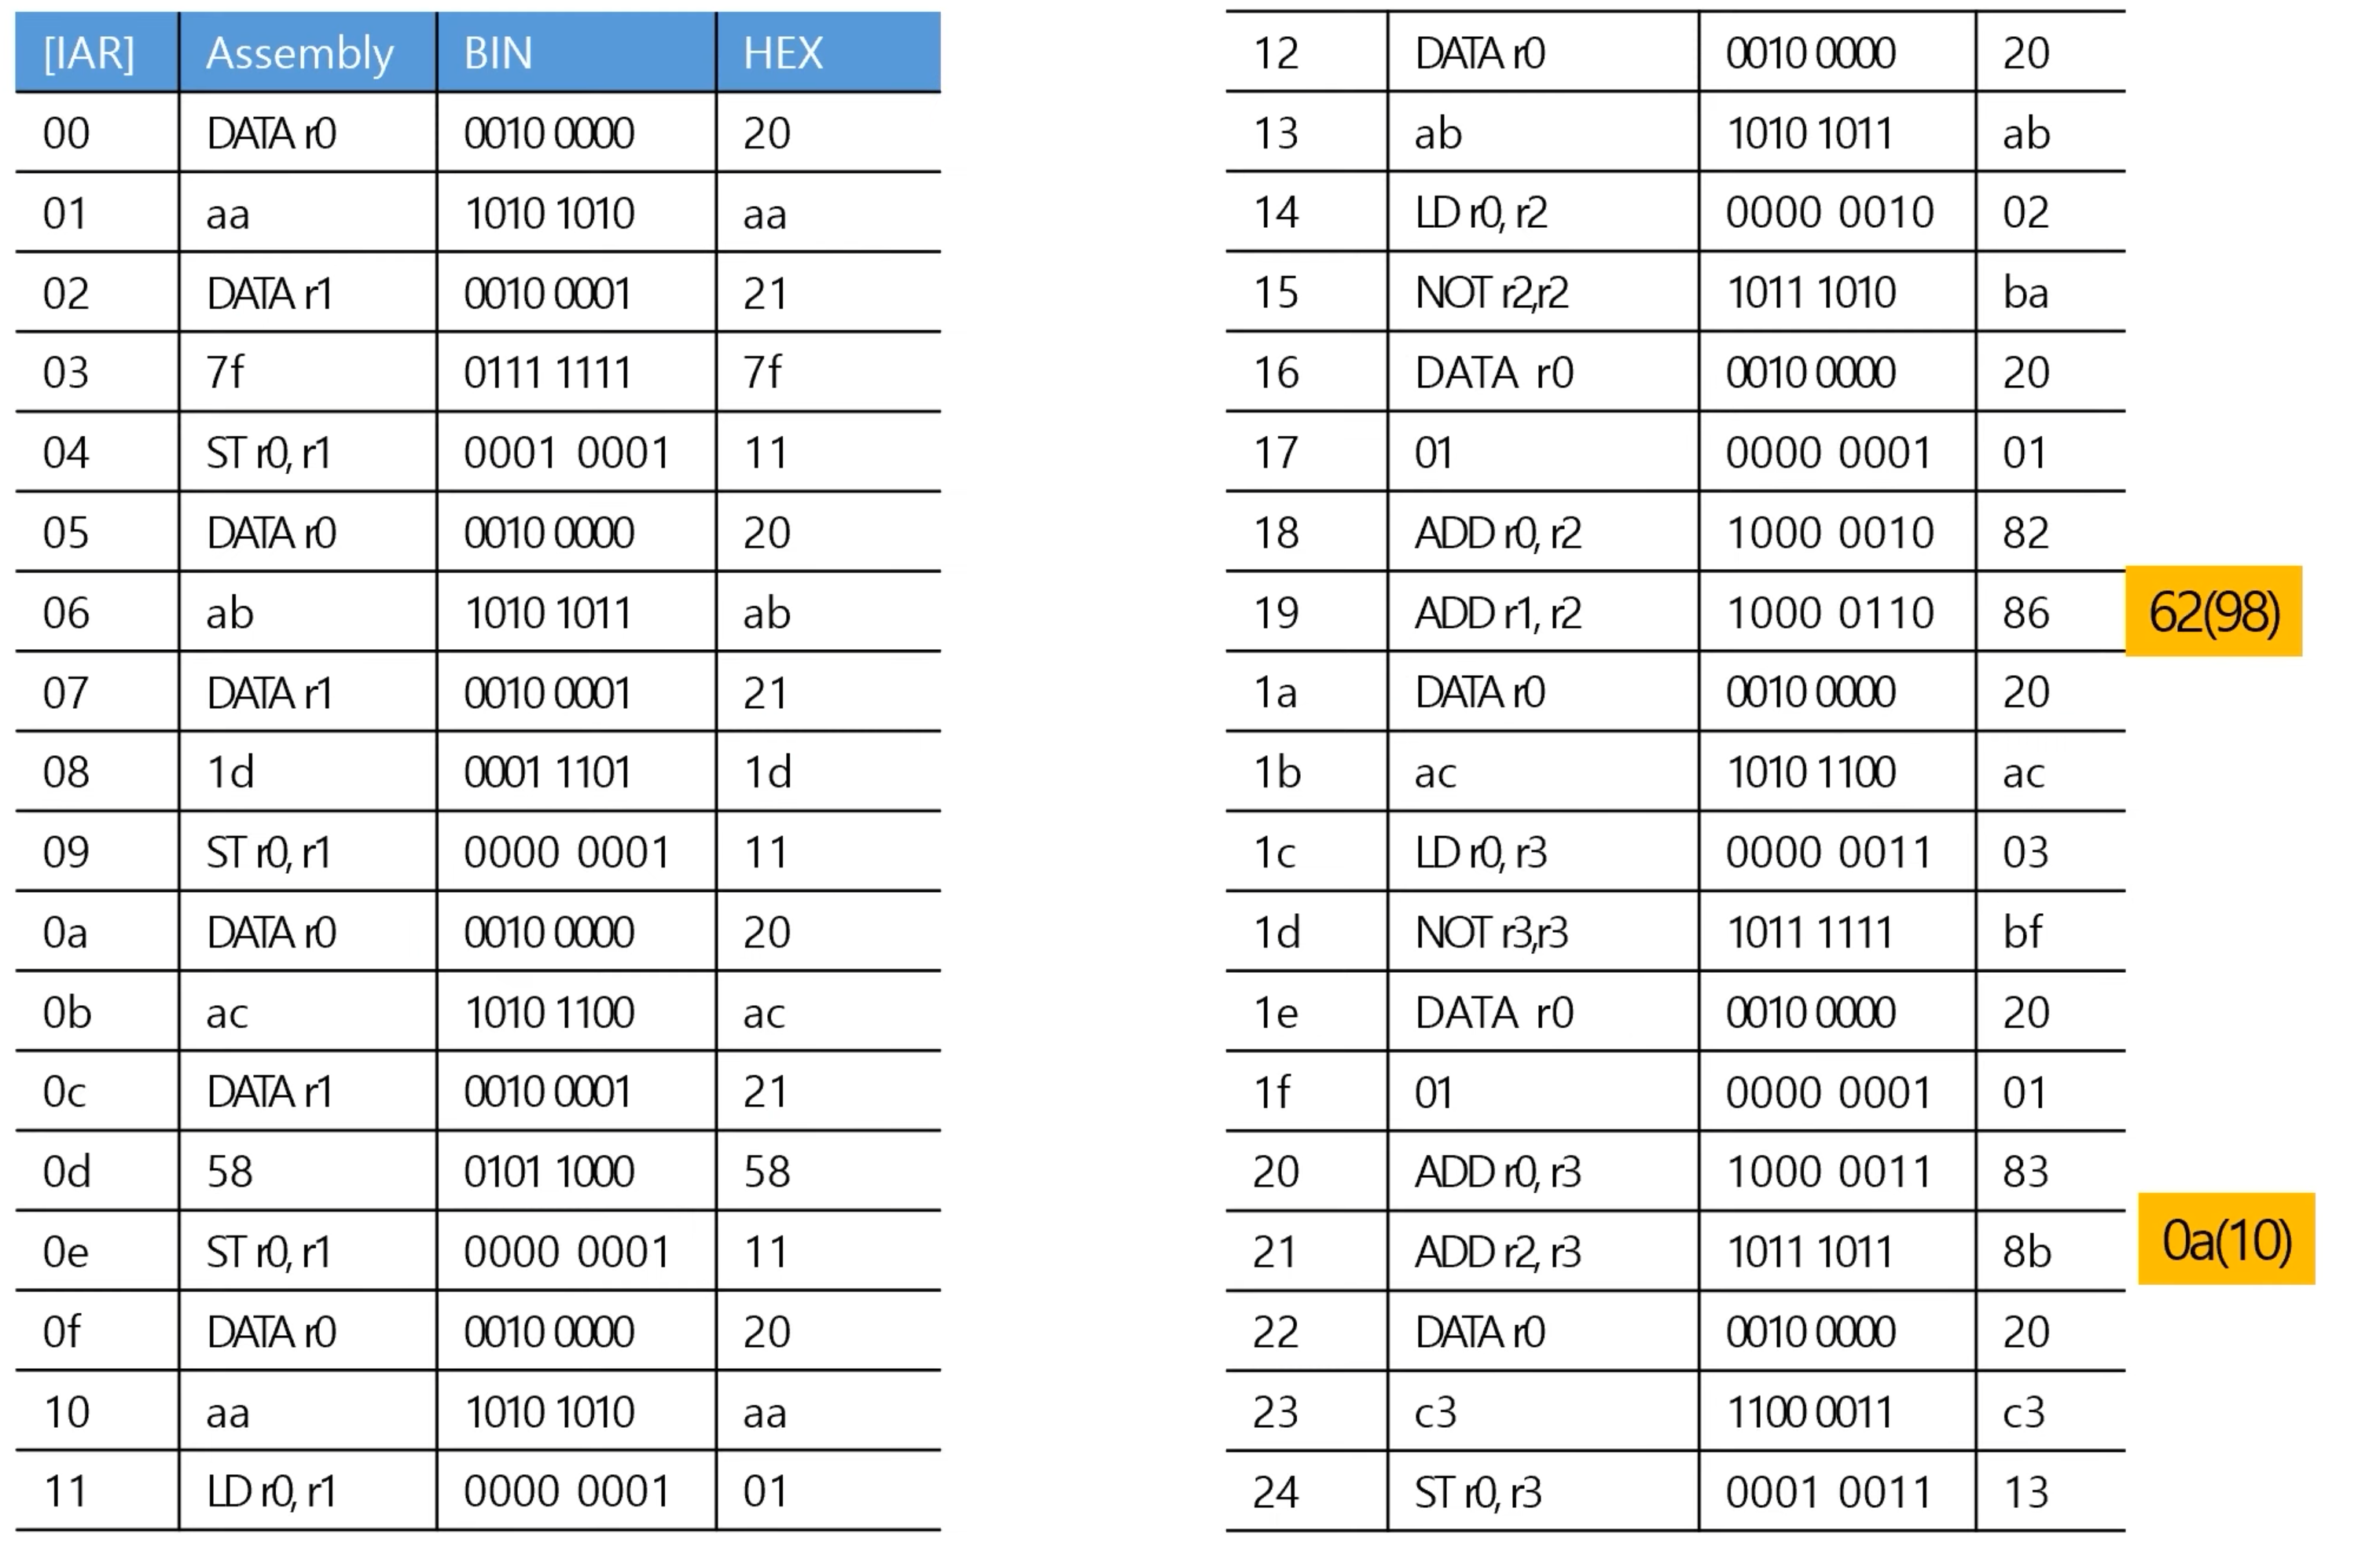 [IAR] Assembly BIN HEX
00 DATA r0 0010 0000 20
01 aa 1010 1010 aa
02 DATA r1 0010 0001 21
03 7f 0111 1111 7f
04 ST r0, r1 0001 0001 11
05 DATA r0 0010 0000 20
06 ab 1010 1011 ab
07 DATA r1 0010 0001 21
08 1d 0001 1101 1d
09 ST r0, r1 0000 0001 11
0a DATA r0 0010 0000 20
0b ac 1010 1100 ac
0c DATA r1 0010 0001 21
0d 58 0101 1000 58
0e ST r0, r1 0000 0001 11
0f DATA r0 0010 0000 20
10 aa 1010 1010 aa
11 LD r0, r1 0000 0001 01
12 DATA r0 0010 0000 20
13 ab 1010 1011 ab
14 LD r0, r2 0000 0010 02
15 NOT r2,r2 1011 1010 ba
16 DATA r0 0010 0000 20
17 01 0000 0001 01
18 ADD r0, r2 1000 0010 82
19 ADD r1, r2 1000 0110 86 62(98)
1a DATA r0 0010 0000 20
1b ac 1010 1100 ac
1c LD r0, r3 0000 0011 03
1d NOT r3,r3 1011 1111 bf
1e DATA r0 0010 0000 20
1f 01 0000 0001 01
20 ADD r0, r3 1000 0011 83
21 ADD r2, r3 1011 1011 8b 0a(10)
22 DATA r0 0010 0000 20
23 c3 1100 0011 c3
24 ST r0, r3 0001 0011 13